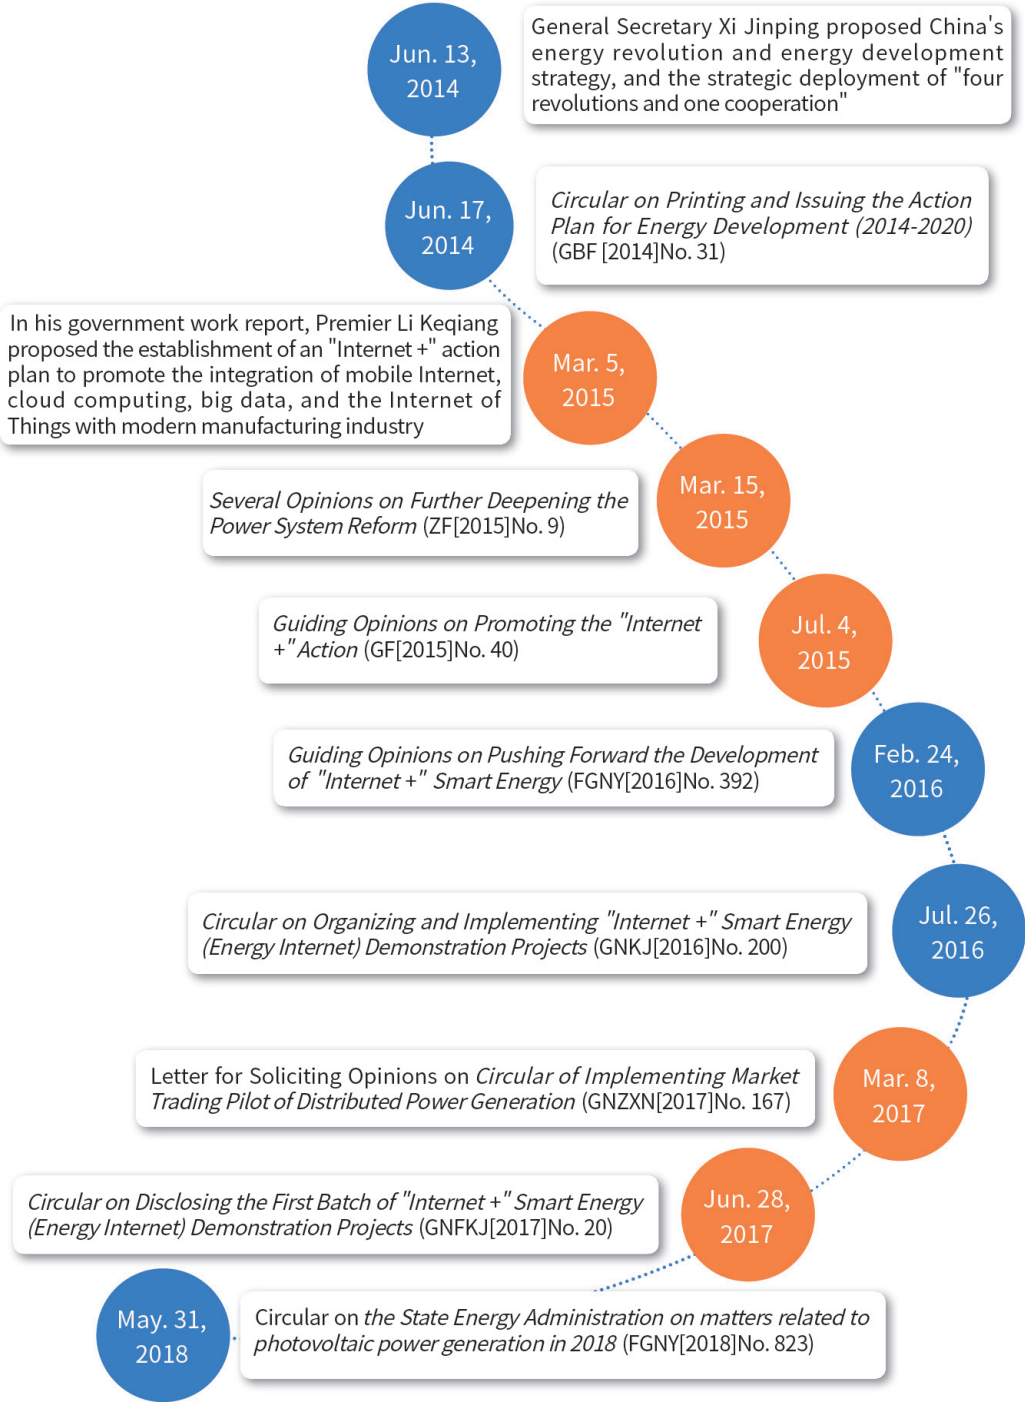 Jun. 13,
2014
General Secretary Xi Jinping proposed China's
energy revolution and energy development
strategy, and the strategic deployment of "four
revolutions and one cooperation"
Jun. 17,
2014
Circular on Printing and Issuing the Action
Plan for Energy Development (2014-2020)
(GBF [2014]No. 31)
In his government work report, Premier Li Keqiang
proposed the establishment of an "Internet +" action
plan to promote the integration of mobile Internet,
cloud computing, big data, and the Internet of
Things with modern manufacturing industry
Mar. 5,
2015
Several Opinions on Further Deepening the
Power System Reform (ZF[2015]No. 9)
Mar. 15,
2015
Guiding Opinions on Promoting the "Internet
+" Action (GF[2015]No. 40)
Jul. 4,
2015
Guiding Opinions on Pushing Forward the Development
of "Internet +" Smart Energy (FGNY[2016]No. 392)
Feb. 24,
2016
Circular on Organizing and Implementing "Internet +" Smart Energy
(Energy Internet) Demonstration Projects (GNKJ[2016]No. 200)
Jul. 26,
2016
Letter for Soliciting Opinions on Circular of Implementing Market
Trading Pilot of Distributed Power Generation (GNZXN[2017]No. 167)
Mar. 8,
2017
Circular on Disclosing the First Batch of "Internet +" Smart Energy
(Energy Internet) Demonstration Projects (GNFKJ[2017]No. 20)
Jun. 28,
2017
May. 31,
2018
Circular on the State Energy Administration on matters related to
photovoltaic power generation in 2018 (FGNY[2018]No. 823)